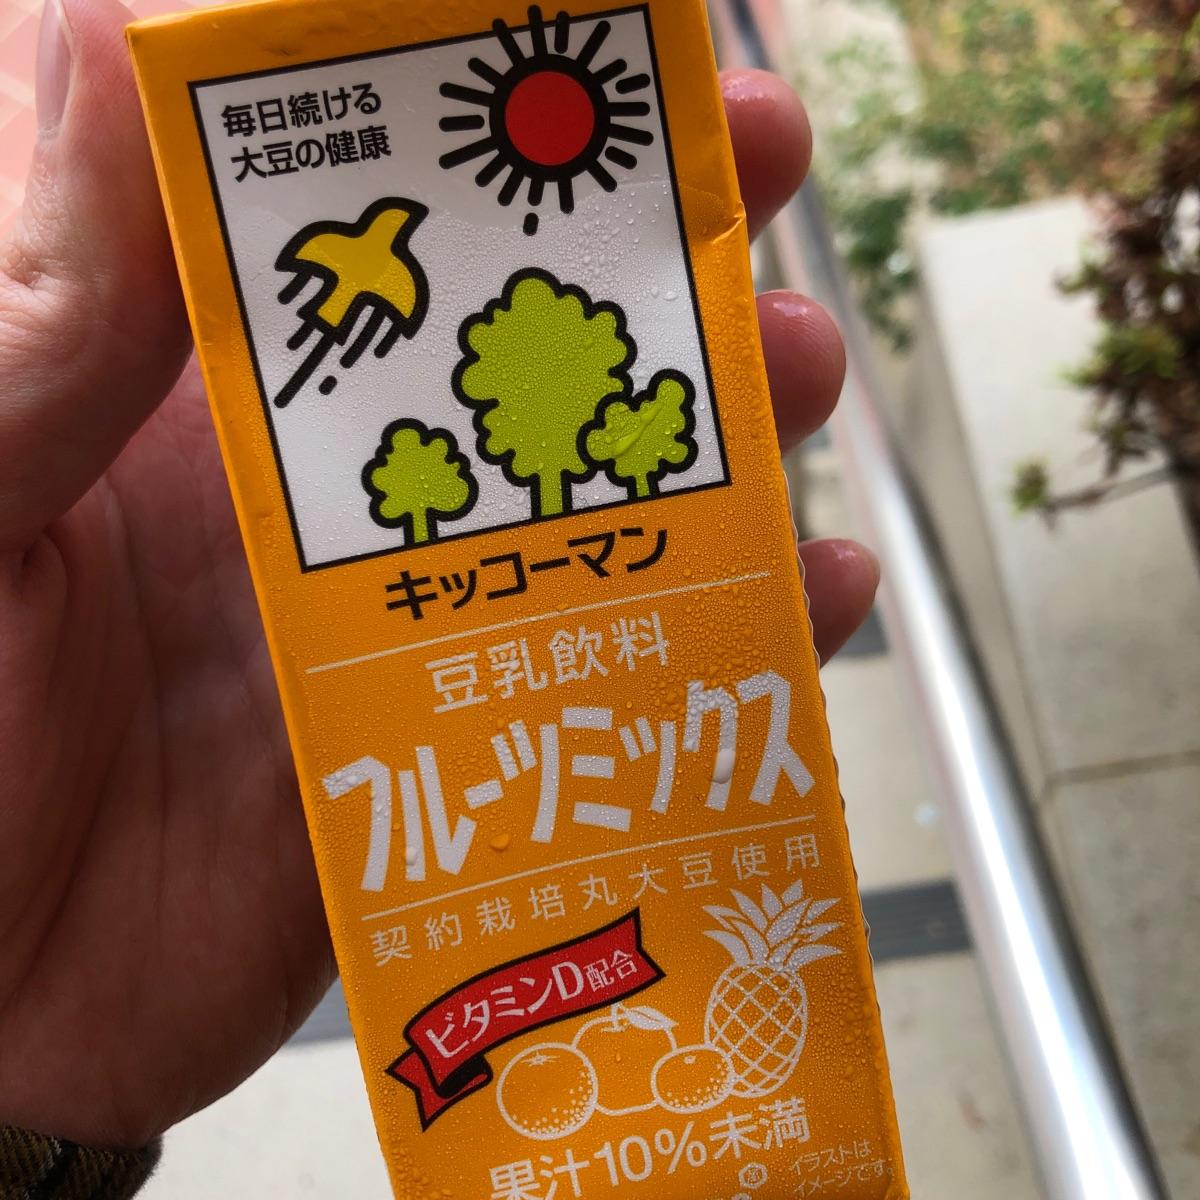 毎日続ける
大豆の健康
キッコーマン
豆乳飲料
フルーツミックス
契約栽培丸大豆使用
ビタミンD配合
果汁10%未満
イラストは
イメージです